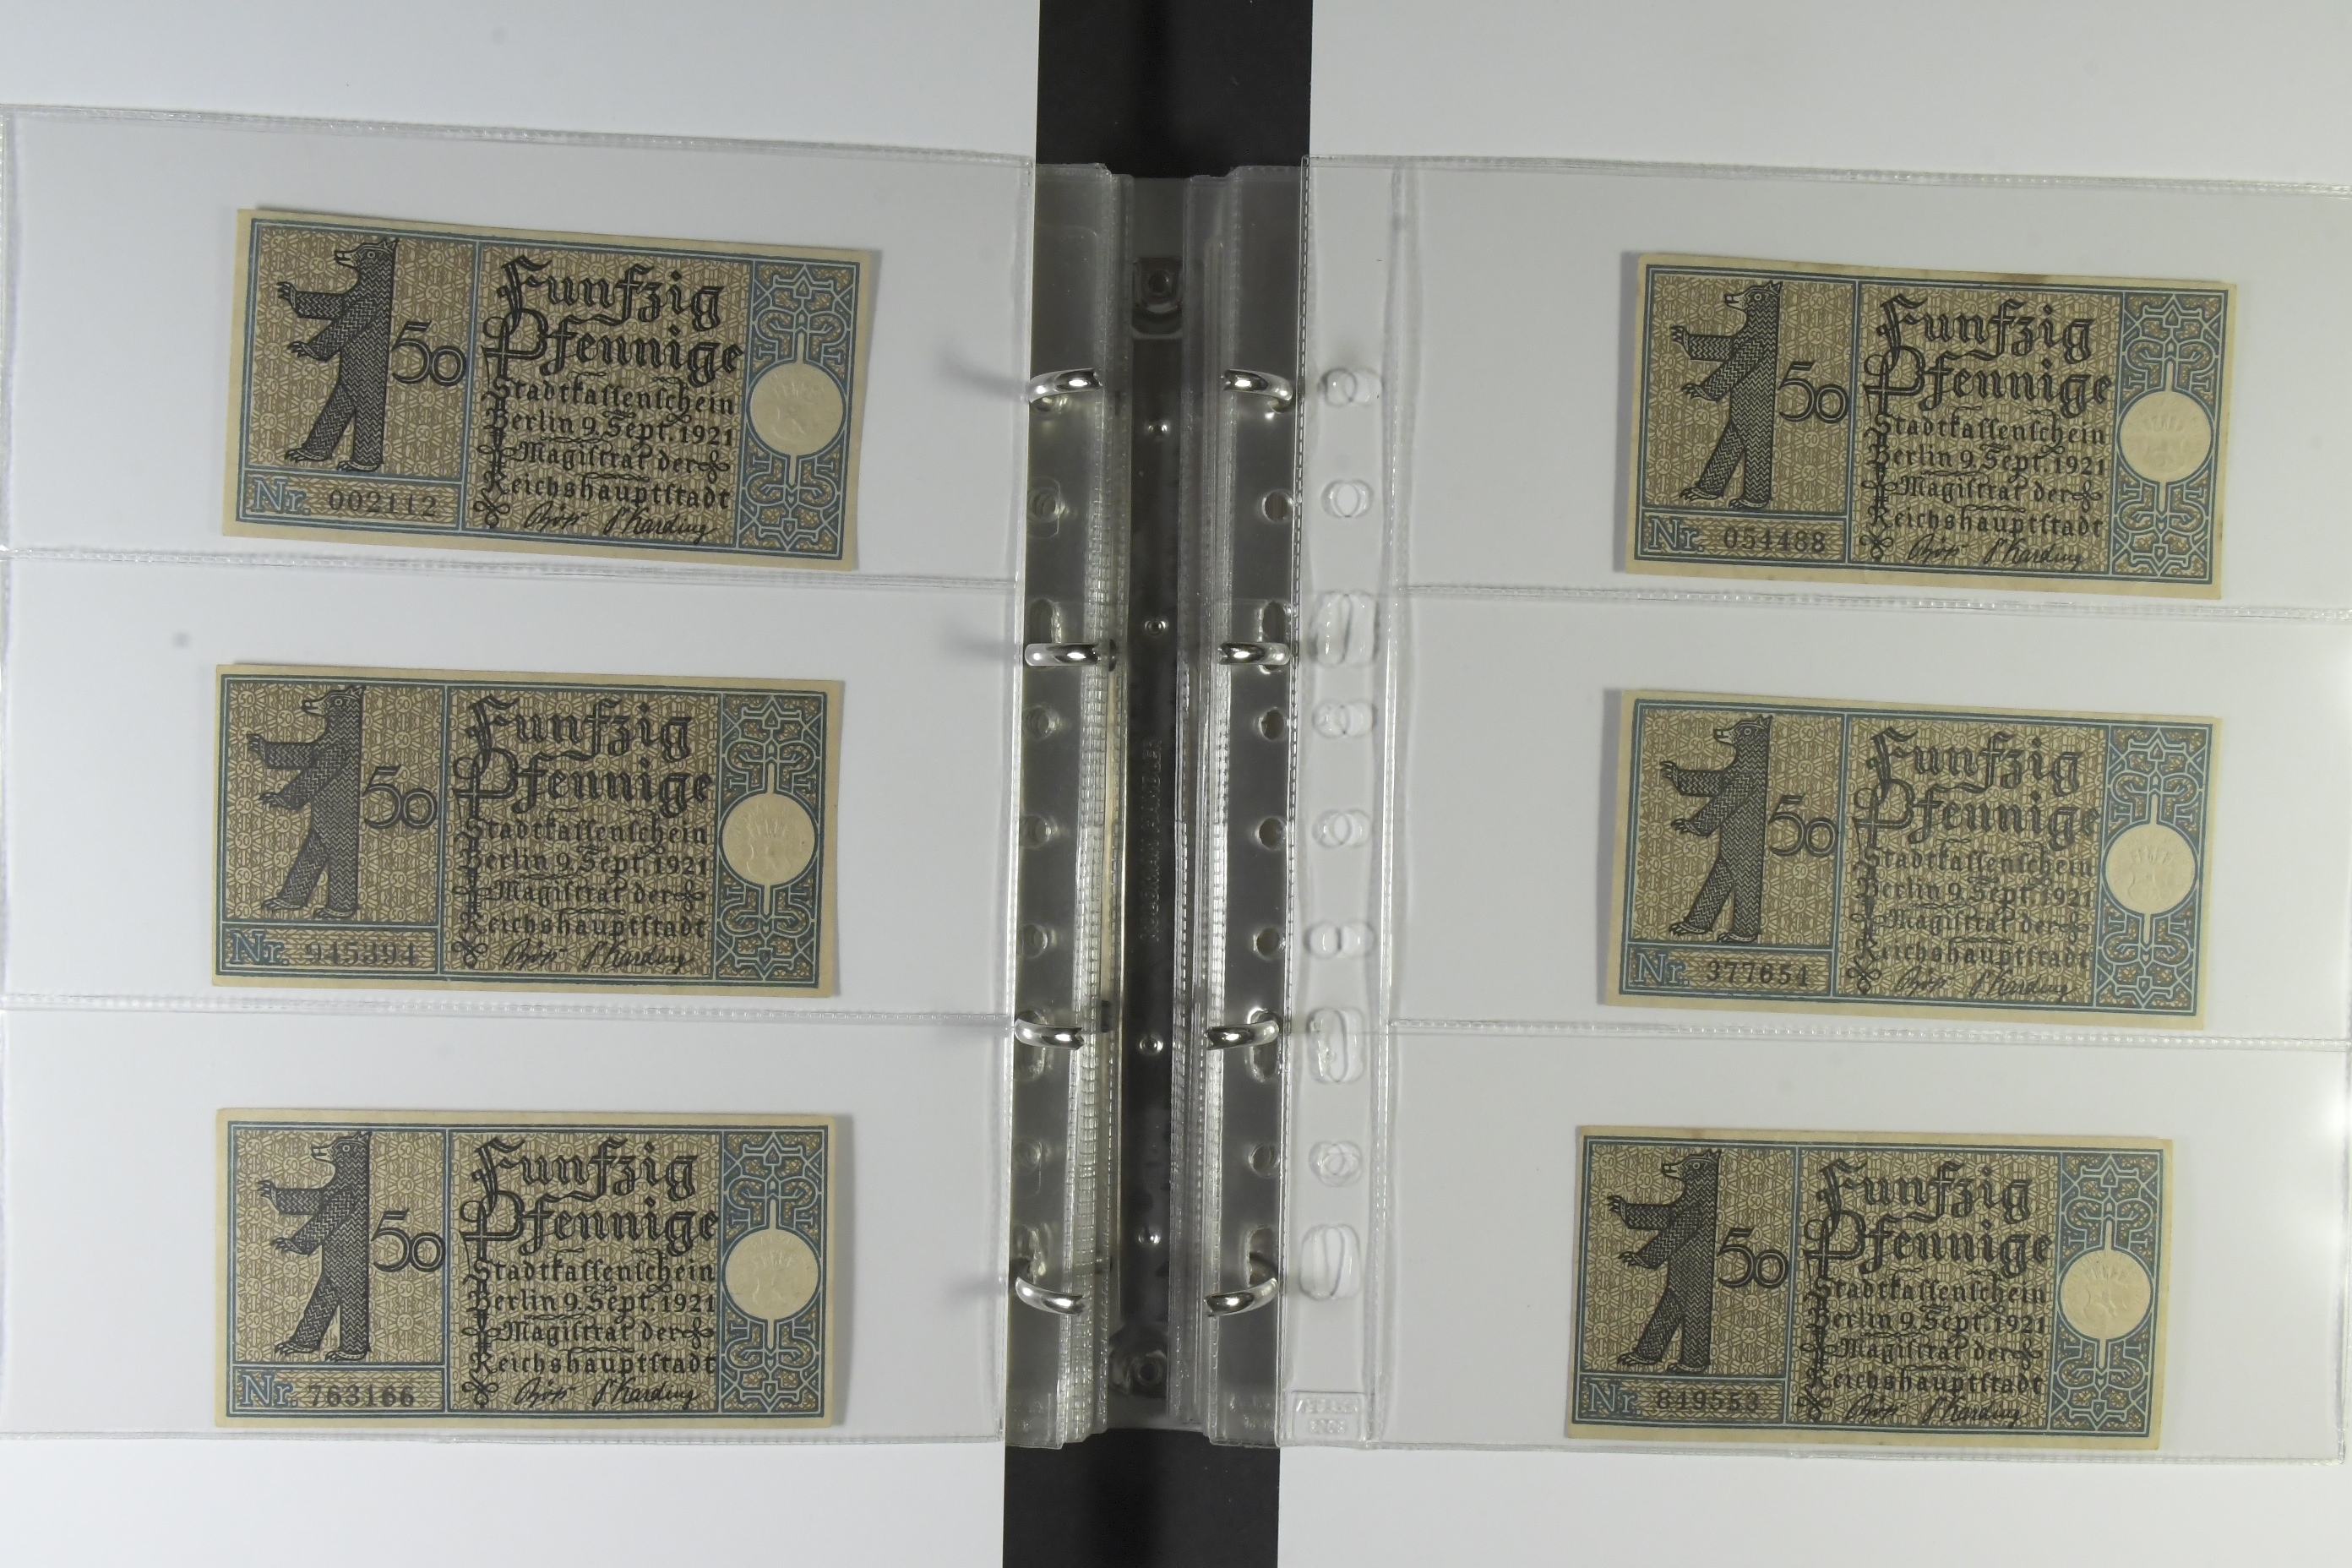 50
Funfzig
Pfennige
Stadtkaſſenſchein
Berlin 9. Sept. 1921
Magiſtrat der
Reichshauptſtadt
Nr. 002112
50
Funfzig
Pfennige
Stadtkaſſenſchein
Berlin 9. Sept. 1921
Magiſtrat der
Reichshauptſtadt
Nr. 945394
50
Funfzig
Pfennige
Stadtkaſſenſchein
Berlin 9. Sept. 1921
Magiſtrat der
Reichshauptſtadt
Nr. 763166
50
Funfzig
Pfennige
Stadtkaſſenſchein
Berlin 9. Sept. 1921
Magiſtrat der
Reichshauptſtadt
Nr. 054488
50
Funfzig
Pfennige
Stadtkaſſenſchein
Berlin 9. Sept. 1921
Magiſtrat der
Reichshauptſtadt
Nr. 377654
50
Funfzig
Pfennige
Stadtkaſſenſchein
Berlin 9. Sept. 1921
Magiſtrat der
Reichshauptſtadt
Nr. 849553